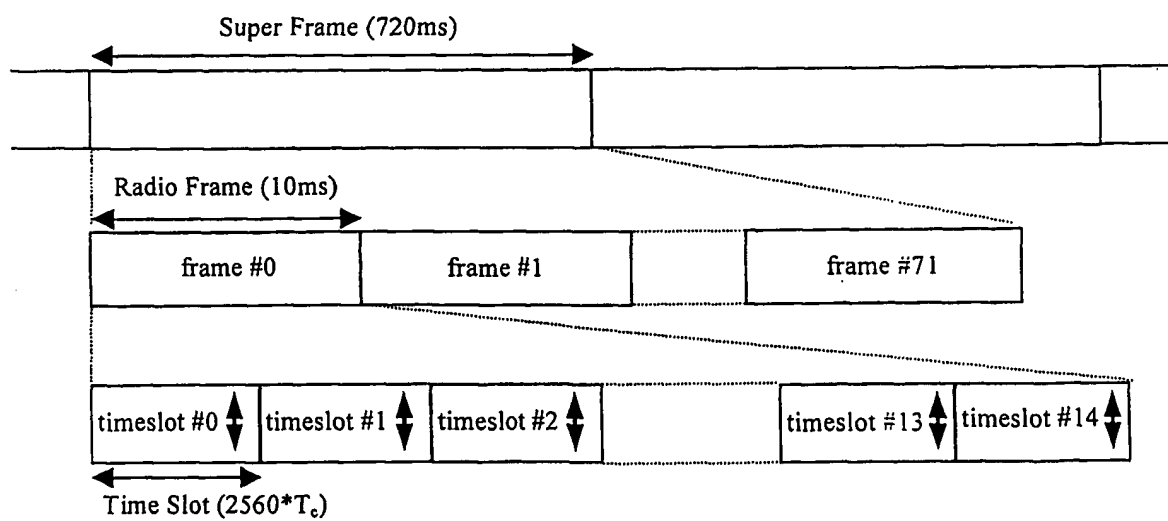 Super Frame (720ms)
Radio Frame (10ms)
frame #0 frame #1 frame #71
timeslot #0 timeslot #1 timeslot #2 timeslot #13 timeslot #14
Time Slot (2560*Tc)